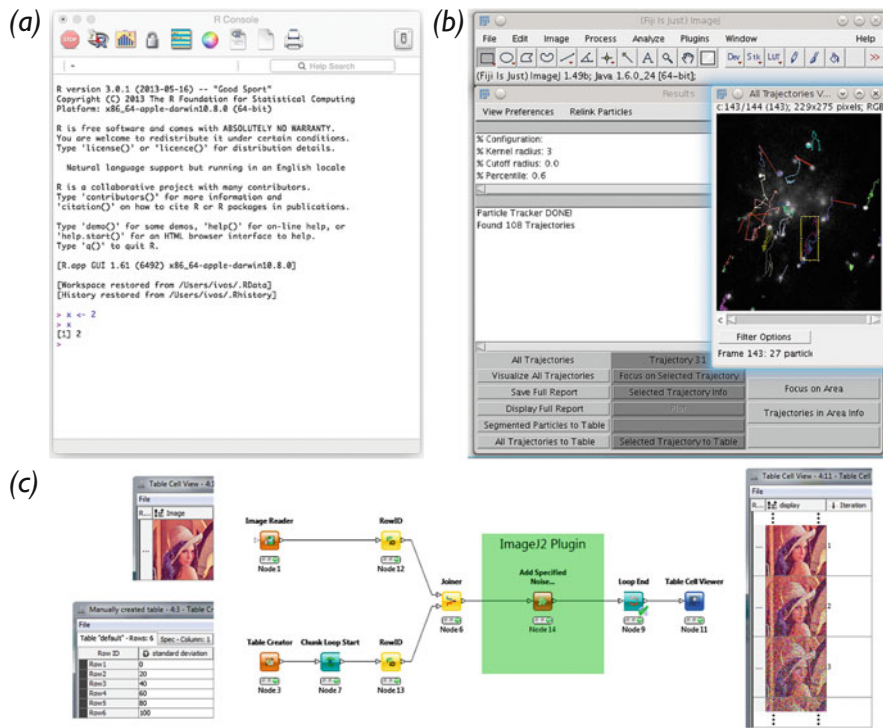 (a)
R Console
STOP
Help Search
R version 3.0.1 (2013-05-16) -- "Good Sport"
Copyright (C) 2013 The R Foundation for Statistical Computing
Platform: x86_64-apple-darwin10.8.0 (64-bit)
R is free software and comes with ABSOLUTELY NO WARRANTY.
You are welcome to redistribute it under certain conditions.
Type 'license()' or 'licence()' for distribution details.
Natural language support but running in an English locale
R is a collaborative project with many contributors.
Type 'contributors()' for more information and
'citation()' on how to cite R or R packages in publications.
Type 'demo()' for some demos, 'help()' for on-line help, or
'help.start()' for an HTML browser interface to help.
Type 'q()' to quit R.
[R.app GUI 1.61 (6492) x86_64-apple-darwin10.8.0]
[Workspace restored from /Users/ivos/.RData]
[History restored from /Users/ivos/.Rhistory]
> x <- 2
> x
[1] 2
>
(b)
(Fiji Is Just) ImageJ
File Edit Image Process Analyze Plugins Window Help
A Dev Stk LUT >>
(Fiji Is Just) ImageJ 1.49b; Java 1.6.0_24 [64-bit];
Results
View Preferences Relink Particles
% Configuration:
% Kernel radius: 3
% Cutoff radius: 0.0
% Percentile: 0.6
Particle Tracker DONE!
Found 108 Trajectories
All Trajectories V...
c:143/144 (143); 229x275 pixels; RGB
c
Filter Options
Frame 143: 27 particle
All Trajectories Trajectory 31
Visualize All Trajectories Focus on Selected Trajectory Focus on Area
Save Full Report Selected Trajectory Info
Display Full Report Plot Trajectories in Area Info
Segmented Particles to Table
All Trajectories to Table Selected Trajectory to Table
(c)
Table Cell View - 4:1
File
R... Image
Manually created table - 4:3 - Table Cr
File
Table "default" - Rows: 6 Spec - Column: 1
Row ID D standard deviation
Row1 0
Row2 20
Row3 40
Row4 60
Row5 80
Row6 100
Image Reader
Node 1
RowID
Node 12
Table Creator
Node 3
Chunk Loop Start
Node 7
RowID
Node 13
Joiner
Node 6
ImageJ2 Plugin
Add Specified
Noise...
Node 14
Loop End
Node 9
Table Cell Viewer
Node 11
Table Cell View - 4:11 - Table Cell
File
R... display Iteration
1
2
3